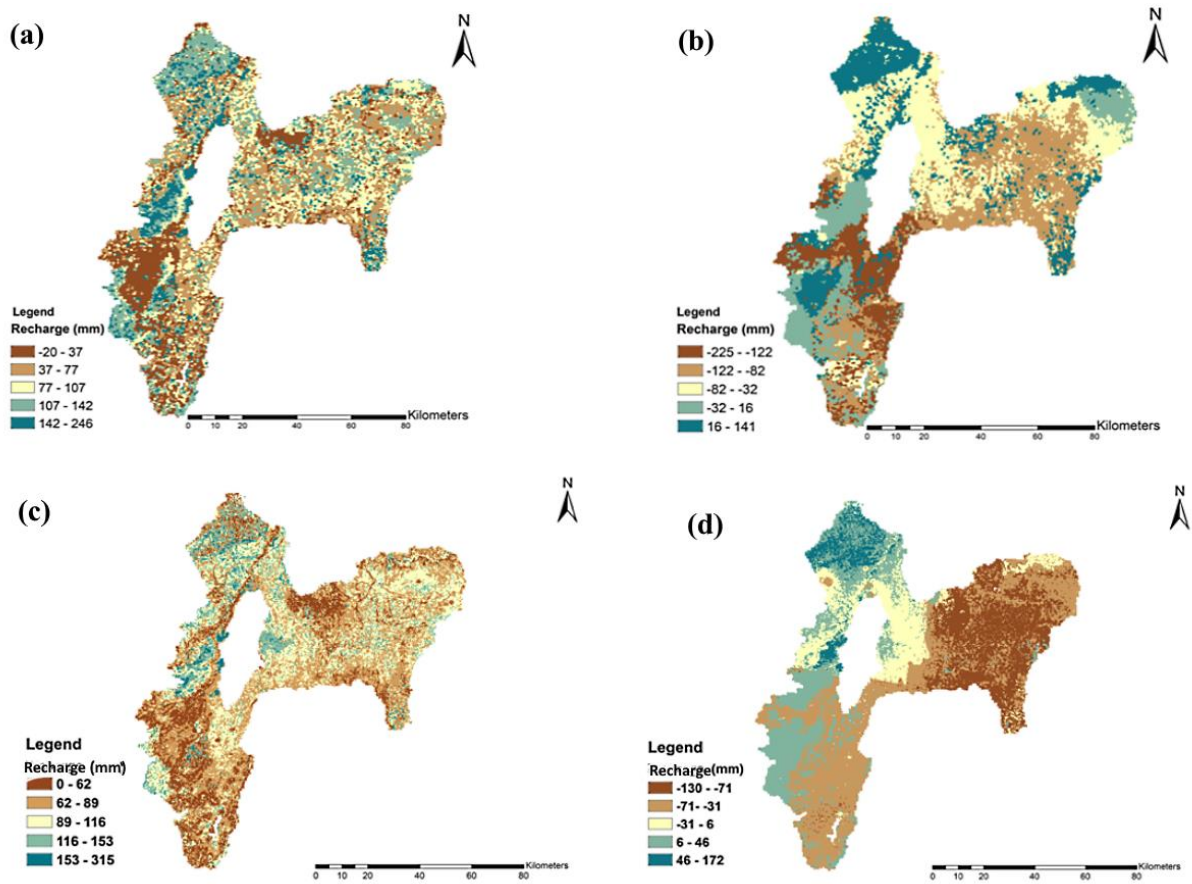 (a)
N
Legend
Recharge (mm)
-20 - 37
37 - 77
77 - 107
107 - 142
142 - 246
Kilometers
0 5 10 20 40 60 80
(b)
N
Legend
Recharge (mm)
-225 - -122
-122 - -82
-82 - -32
-32 - 16
16 - 141
Kilometers
0 5 10 20 40 60 80
(c)
N
Legend
Recharge (mm)
0 - 62
62 - 89
89 - 116
116 - 153
153 - 315
Kilometers
0 5 10 20 40 60 80
(d)
N
Legend
Recharge (mm)
-130 - -71
-71- -31
-31 - 6
6 - 46
46 - 172
Kilometers
0 5 10 20 40 60 80